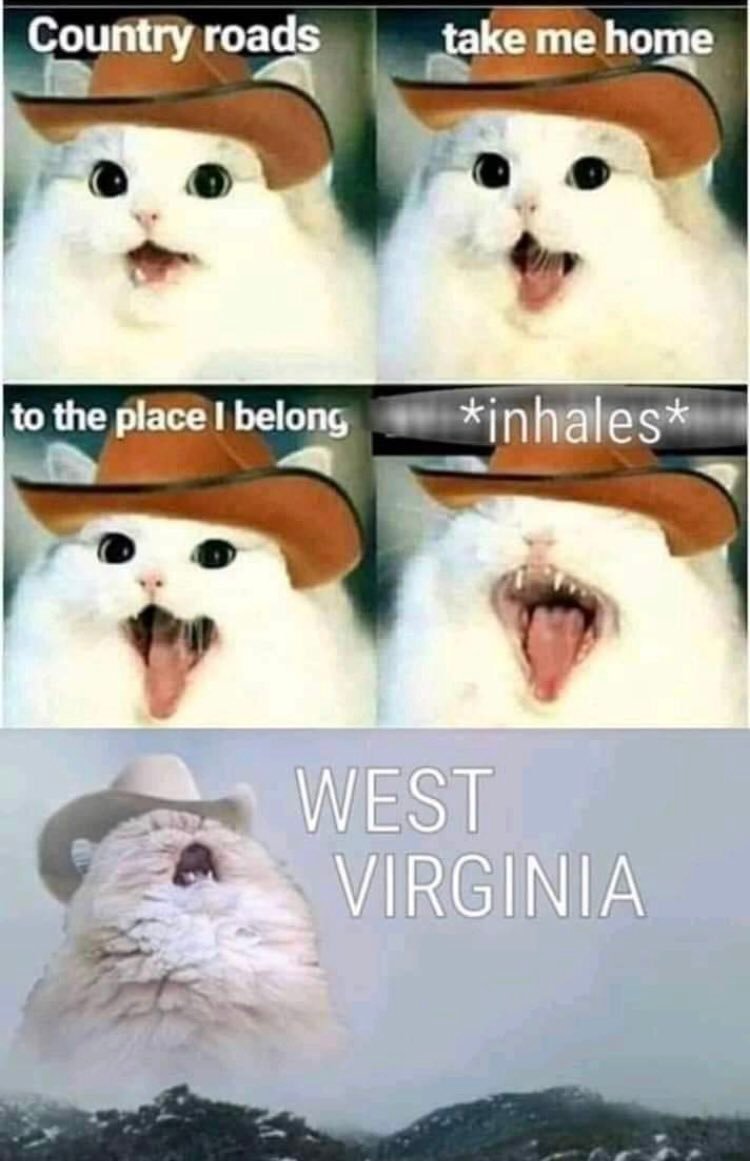 Country roads
take me home
to the place I belong
*inhales*
WEST
VIRGINIA